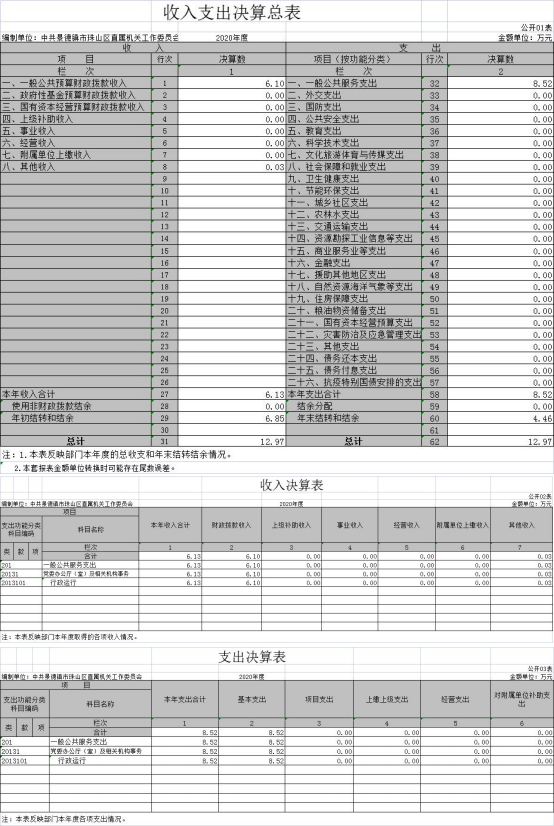 收入支出决算总表
公开01表
编制单位：中共景德镇市珠山区直属机关工作委员会 2020年度 金额单位：万元
收 入 支 出
项 目 行次 决算数 项目（按功能分类） 行次 决算数
栏 次 1 栏 次 2
一、一般公共预算财政拨款收入 1 6.10 一、一般公共服务支出 32 8.52
二、政府性基金预算财政拨款收入 2 0.00 二、外交支出 33 0.00
三、国有资本经营预算财政拨款收入 3 0.00 三、国防支出 34 0.00
四、上级补助收入 4 0.00 四、公共安全支出 35 0.00
五、事业收入 5 0.00 五、教育支出 36 0.00
六、经营收入 6 0.00 六、科学技术支出 37 0.00
七、附属单位上缴收入 7 0.00 七、文化旅游体育与传媒支出 38 0.00
八、其他收入 8 0.03 八、社会保障和就业支出 39 0.00
9 九、卫生健康支出 40 0.00
10 十、节能环保支出 41 0.00
11 十一、城乡社区支出 42 0.00
12 十二、农林水支出 43 0.00
13 十三、交通运输支出 44 0.00
14 十四、资源勘探工业信息等支出 45 0.00
15 十五、商业服务业等支出 46 0.00
16 十六、金融支出 47 0.00
17 十七、援助其他地区支出 48 0.00
18 十八、自然资源海洋气象等支出 49 0.00
19 十九、住房保障支出 50 0.00
20 二十、粮油物资储备支出 51 0.00
21 二十一、国有资本经营预算支出 52 0.00
22 二十二、灾害防治及应急管理支出 53 0.00
23 二十三、其他支出 54 0.00
24 二十四、债务还本支出 55 0.00
25 二十五、债务付息支出 56 0.00
26 二十六、抗疫特别国债安排的支出 57 0.00
本年收入合计 27 6.13 本年支出合计 58 8.52
使用非财政拨款结余 28 0.00 结余分配 59 0.00
年初结转和结余 29 6.85 年末结转和结余 60 4.46
30 61
总计 31 12.97 总计 62 12.97
注：1.本表反映部门本年度的总收支和年末结转结余情况。
2.本套报表金额单位转换时可能存在尾数误差。
收入决算表
公开02表
编制单位：中共景德镇市珠山区直属机关工作委员会 2020年度 金额单位：万元
项目 本年收入合计 财政拨款收入 上级补助收入 事业收入 经营收入 附属单位上缴收入 其他收入
支出功能分类科目编码 科目名称
类 款 项 栏次 1 2 3 4 5 6 7
合计 6.13 6.10 0.00 0.00 0.00 0.00 0.03
201 一般公共服务支出 6.13 6.10 0.00 0.00 0.00 0.00 0.03
20131 党委办公厅（室）及相关机构事务 6.13 6.10 0.00 0.00 0.00 0.00 0.03
2013101 行政运行 6.13 6.10 0.00 0.00 0.00 0.00 0.03
注：本表反映部门本年度取得的各项收入情况。
支出决算表
公开03表
编制单位：中共景德镇市珠山区直属机关工作委员会 2020年度 金额单位：万元
项 目 本年支出合计 基本支出 项目支出 上缴上级支出 经营支出 对附属单位补助支出
支出功能分类科目编码 科目名称
类 款 项 栏次 1 2 3 4 5 6
合计 8.52 8.52 0.00 0.00 0.00 0.00
201 一般公共服务支出 8.52 8.52 0.00 0.00 0.00 0.00
20131 党委办公厅（室）及相关机构事务 8.52 8.52 0.00 0.00 0.00 0.00
2013101 行政运行 8.52 8.52 0.00 0.00 0.00 0.00
注：本表反映部门本年度各项支出情况。